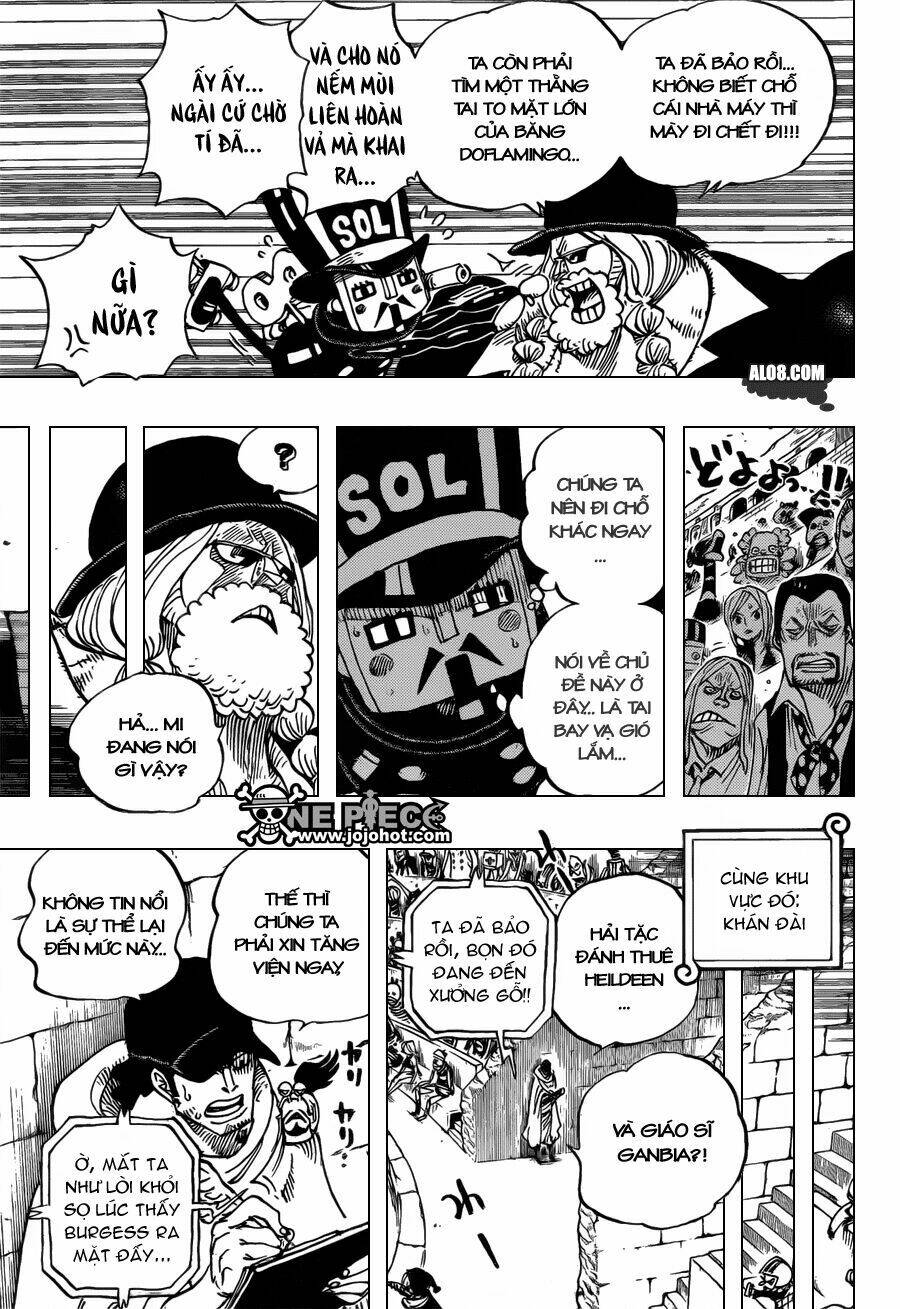 TA ĐÃ BẢO RỒI...
KHÔNG BIẾT CHỖ
CÁI NHÀ MÁY THÌ
MÀY ĐI CHẾT ĐI!!!
TA CÒN PHẢI
TÌM MỘT THẰNG
TAI TO MẶT LỚN
CỦA BĂNG
DOFLAMINGO...
VÀ CHO NÓ
NẾM MÙI
LIÊN HOÀN
VẢ MÀ KHAI
RA...
ẤY ẤY...
NGÀI CỨ CHỜ
TÍ ĐÃ...
SOL
GÌ
NỮA?
ALO8.COM
どよよっ...!!
CHÚNG TA
NÊN ĐI CHỖ
KHÁC NGAY
...
NÓI VỀ CHỦ
ĐỀ NÀY Ở
ĐÂY.. LÀ TAI
BAY VẠ GIÓ
LẮM...
SOL
?
HẢ... MI
ĐANG NÓI
GÌ VẬY?
ONE PIECE
www.jojohot.com
CÙNG KHU
VỰC ĐÓ:
KHÁN ĐÀI
HẢI TẶC
ĐÁNH THUÊ
HEILDEEN
...
TA ĐÃ BẢO
RỒI, BỌN ĐÓ
ĐANG ĐẾN
XƯỞNG GỖ!!
VÀ GIÁO SĨ
GANBIA?!
THẾ THÌ
CHÚNG TA
PHẢI XIN TĂNG
VIỆN NGAY.
KHÔNG TIN NỔI
LÀ SỰ THỂ LẠI
ĐẾN MỨC NÀY...
カリ
カリ
Ờ, MẮT TA
NHƯ LÒI KHỎI
SỌ LÚC THẤY
BURGESS RA
MẶT ĐẤY...